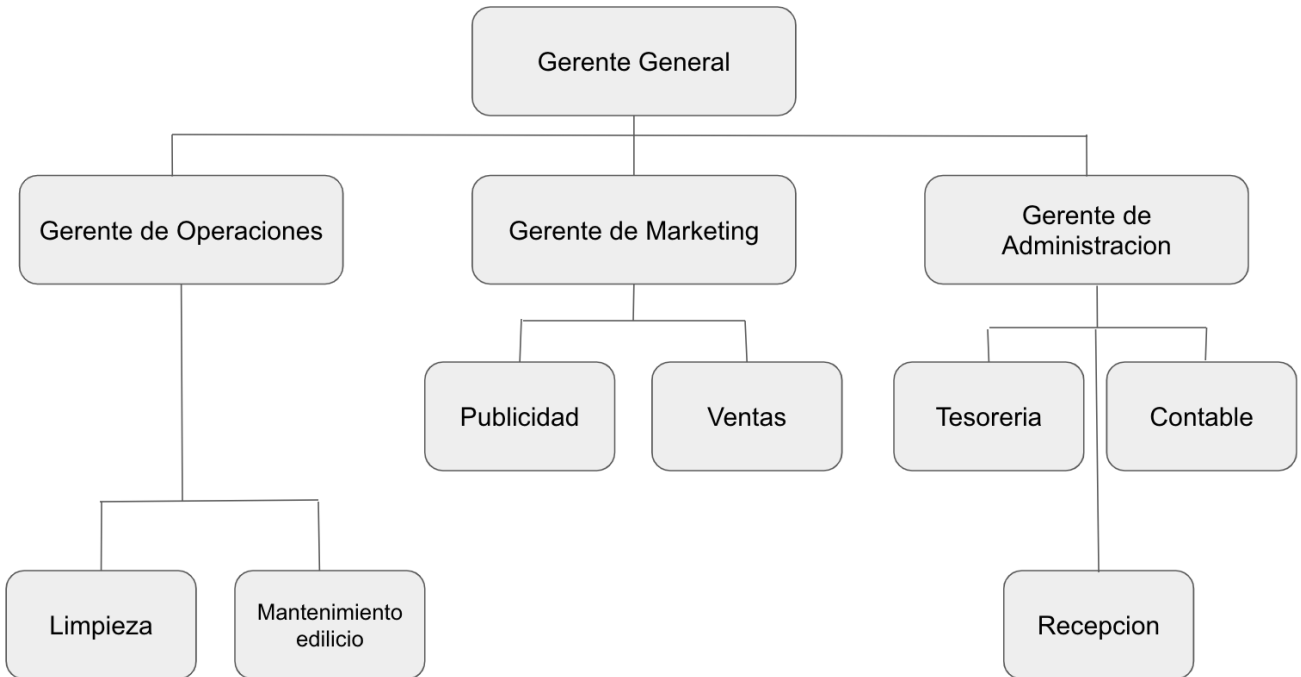 Gerente General
Gerente de Operaciones
Gerente de Marketing
Gerente de
Administracion
Publicidad
Ventas
Tesoreria
Contable
Limpieza
Mantenimiento
edilicio
Recepcion